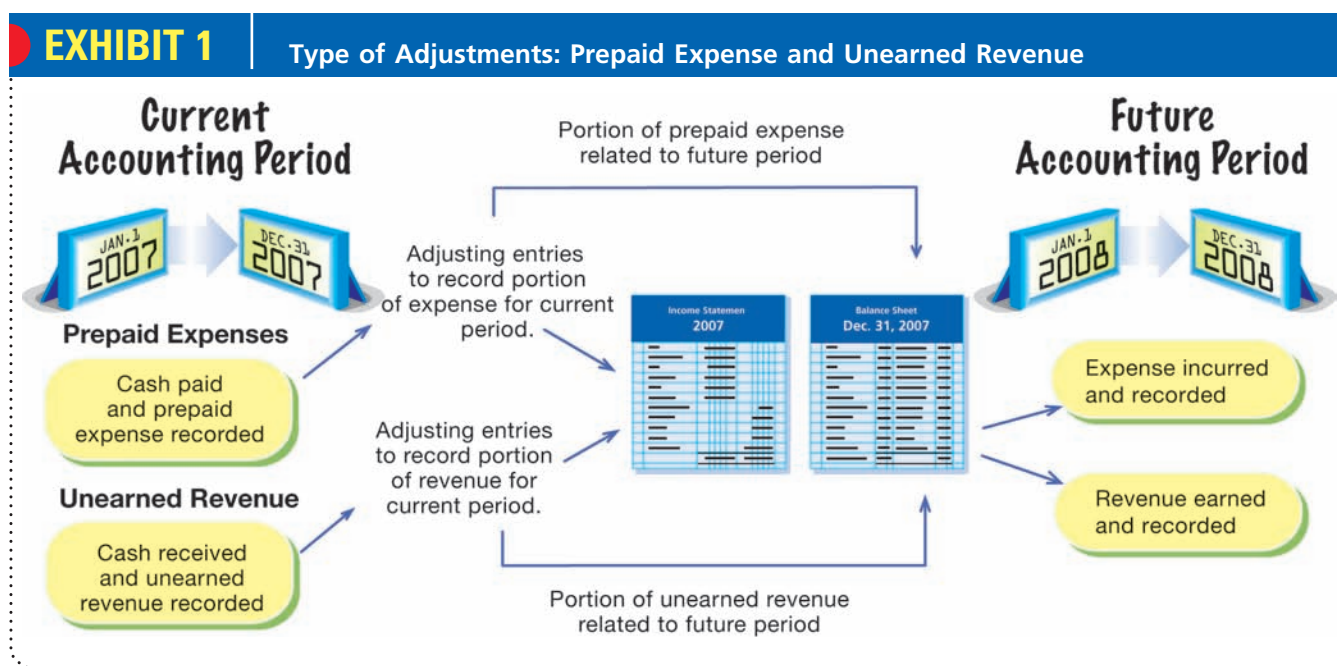 EXHIBIT 1
Type of Adjustments: Prepaid Expense and Unearned Revenue
Current
Accounting Period
JAN.1
2007
DEC.31
2007
Prepaid Expenses
Cash paid
and prepaid
expense recorded
Unearned Revenue
Cash received
and unearned
revenue recorded
Portion of prepaid expense
related to future period
Adjusting entries
to record portion
of expense for current
period.
Adjusting entries
to record portion
of revenue for
current period.
Income Statemen
2007
Balance Sheet
Dec. 31, 2007
Portion of unearned revenue
related to future period
Future
Accounting Period
JAN.1
2008
DEC.31
2008
Expense incurred
and recorded
Revenue earned
and recorded